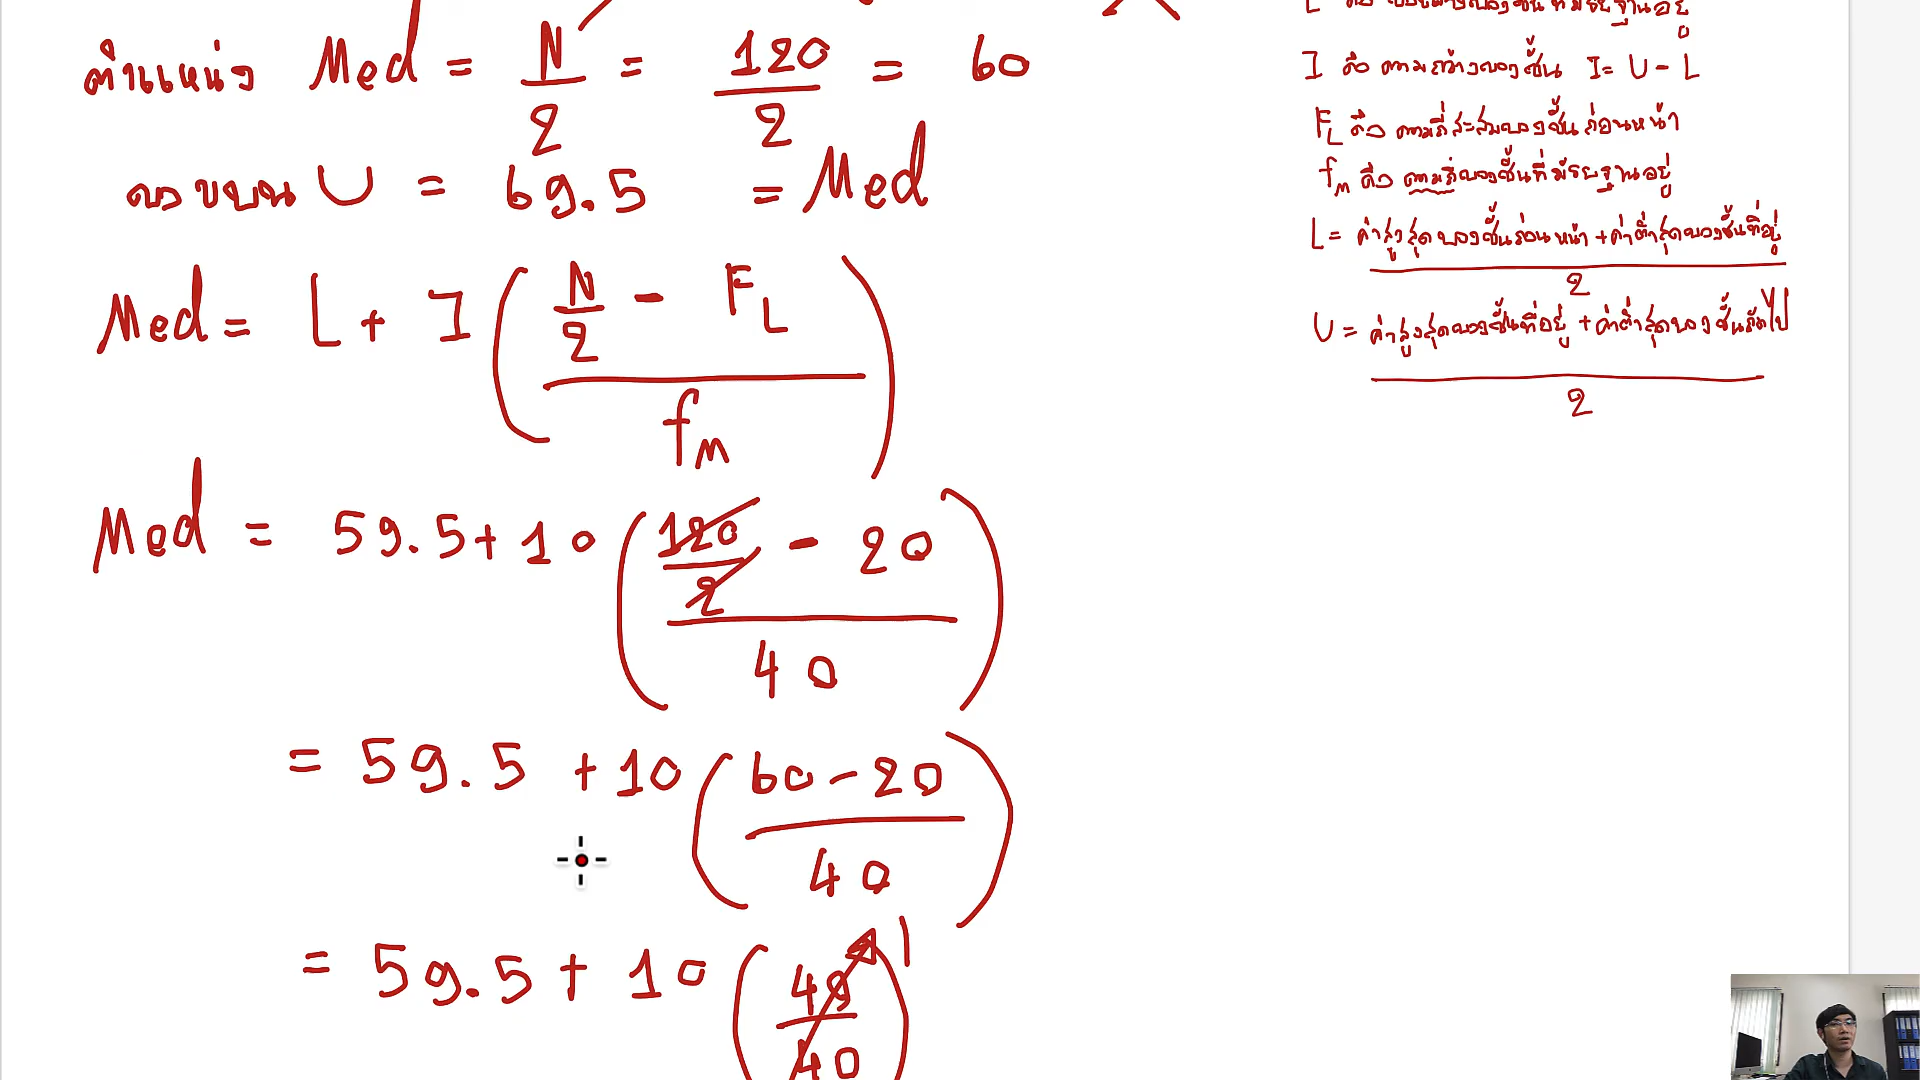 ตำแหน่ง Med = N/2 = 120/2 = 60
ขอบบน U = 69.5 = Med
Med = L + I ( (N/2 - F_L) / f_m )
Med = 59.5 + 10 ( (120/2 - 20) / 40 )
= 59.5 + 10 ( (60 - 20) / 40 )
= 59.5 + 10 ( 40/40 ) 1
I คือ ความกว้างของชั้น I = U - L
F_L คือ ความถี่สะสมของชั้นก่อนหน้า
f_m คือ ความถี่ของชั้นที่มัธยฐานอยู่
L = ค่าสูงสุดของชั้นก่อนหน้า + ค่าต่ำสุดของชั้นที่อยู่
2
U = ค่าสูงสุดของชั้นที่อยู่ + ค่าต่ำสุดของชั้นถัดไป
2